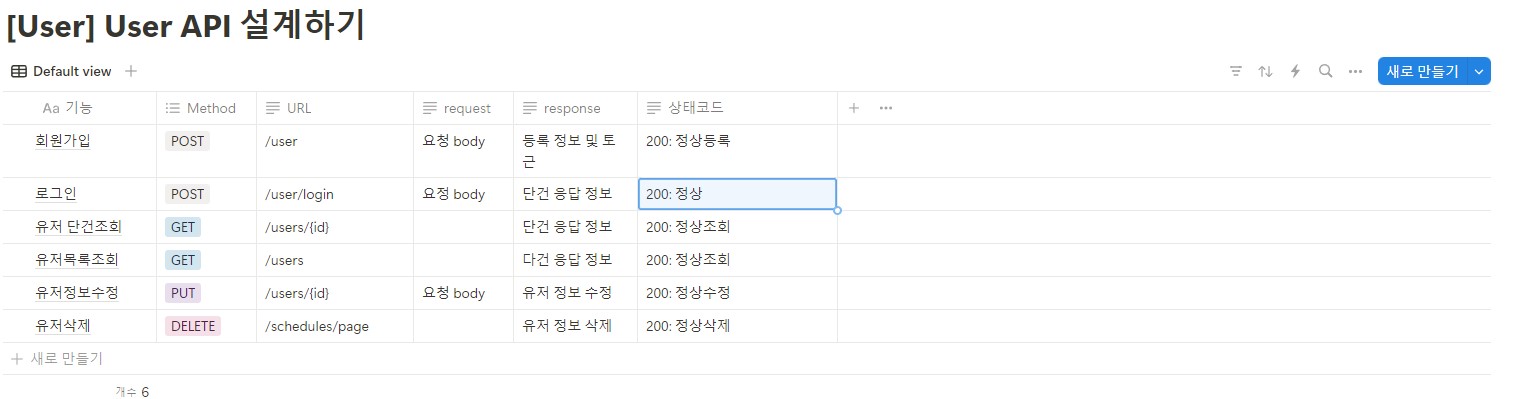 [User] User API 설계하기
Default view
새로 만들기
Aa 기능 Method URL request response 상태코드
회원가입 POST /user 요청 body 등록 정보 및 토
근 200: 정상등록
로그인 POST /user/login 요정 body 단건 응답 정보 200: 정상
유저 단건조회 GET /users/{id} 단건 응답 정보 200: 정상조회
유저목록조회 GET /users 다건 응답 정보 200: 정상조회
유저정보수정 PUT /users/{id} 요청 body 유저 정보 수정 200: 정상수정
유저삭제 DELETE /schedules/page 유저 정보 삭제 200: 정상삭제
새로 만들기
개수 6